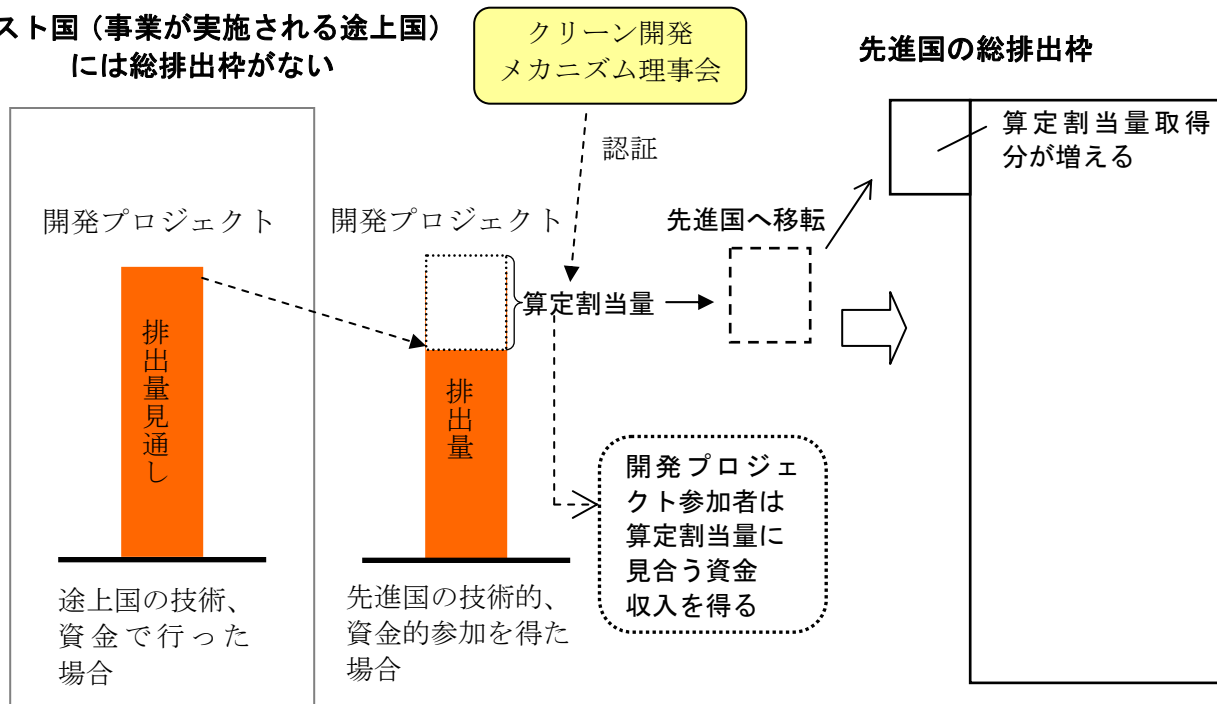 スト国（事業が実施される途上国）
には総排出枠がない
クリーン開発
メカニズム理事会
先進国の総排出枠
認証
算定割当量取得
分が増える
開発プロジェクト
開発プロジェクト
先進国へ移転
算定割当量
排出量見通し
排出量
開発プロジェ
クト参加者は
算定割当量に
見合う資金
収入を得る
途上国の技術、
資金で行った
場合
先進国の技術的、
資金的参加を得た
場合